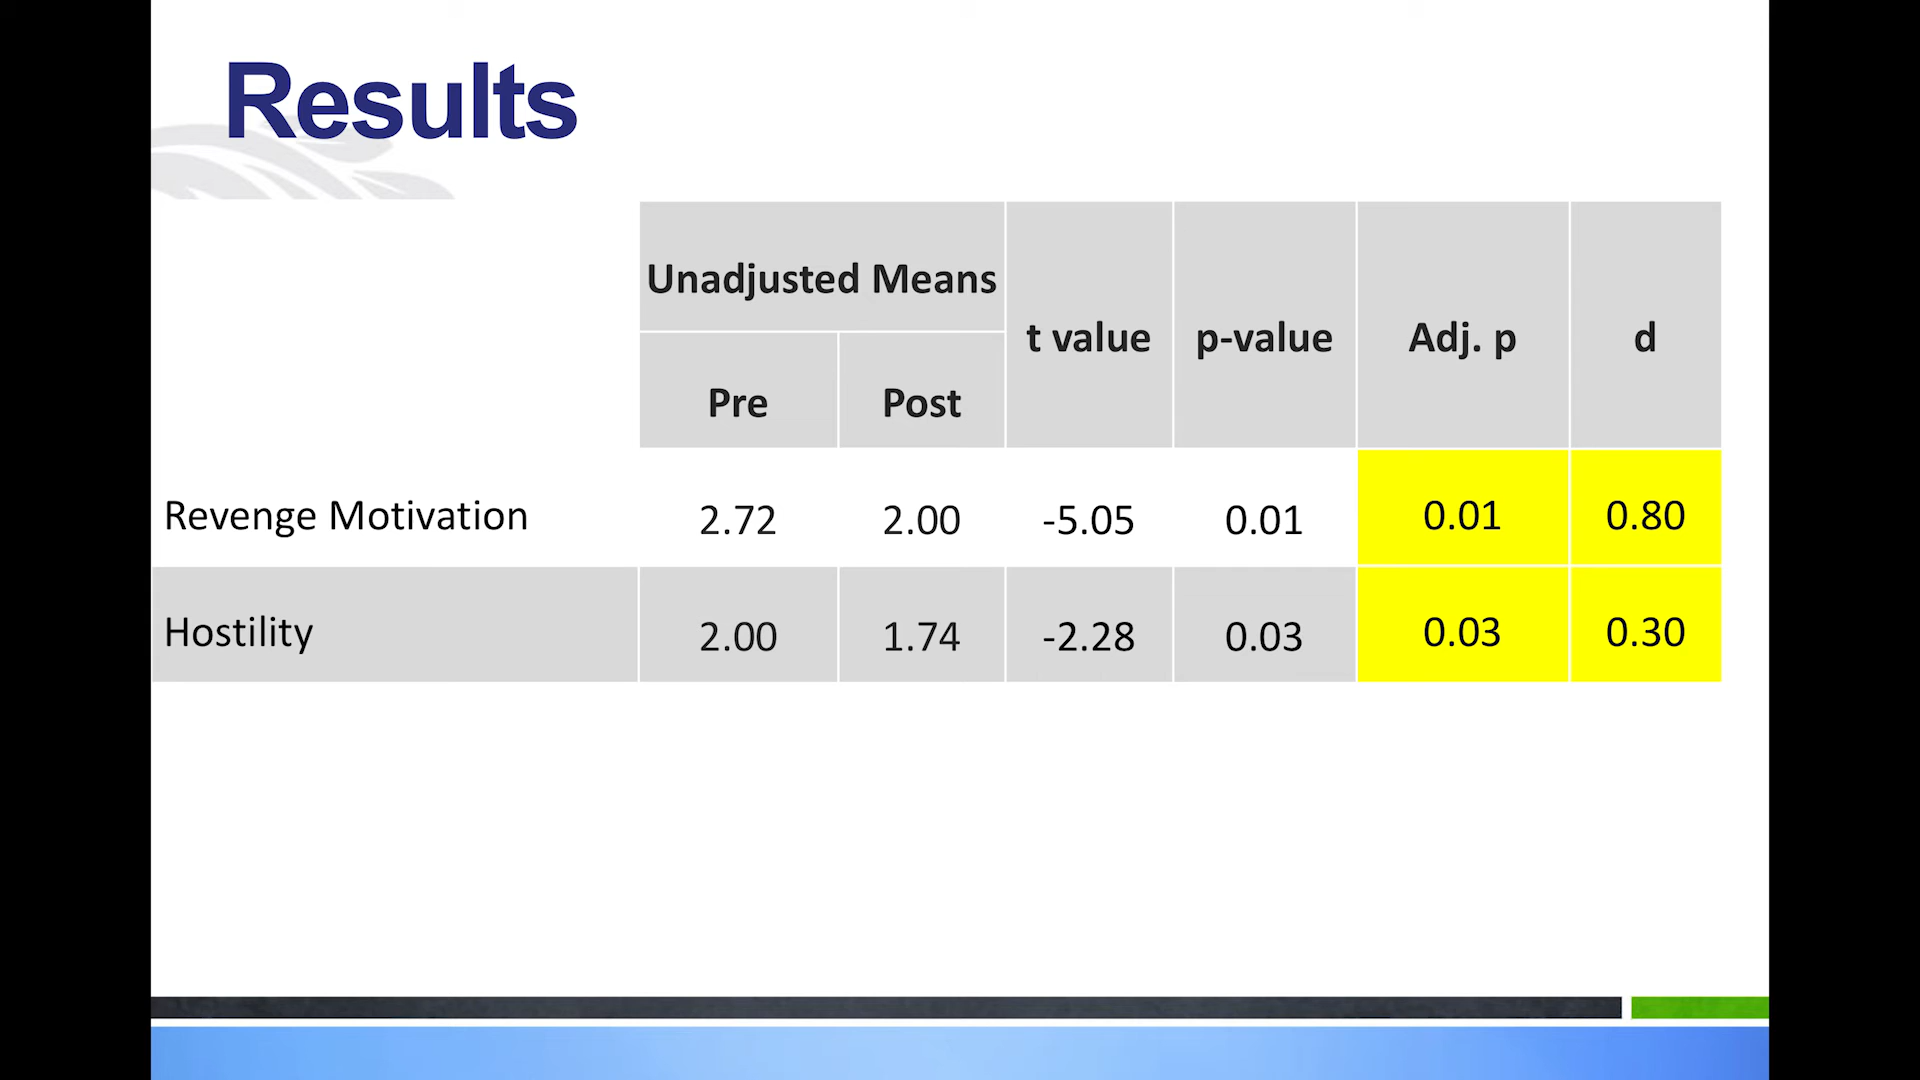 Results
Unadjusted Means t value p-value Adj. p d
Pre Post
Revenge Motivation 2.72 2.00 -5.05 0.01 0.01 0.80
Hostility 2.00 1.74 -2.28 0.03 0.03 0.30